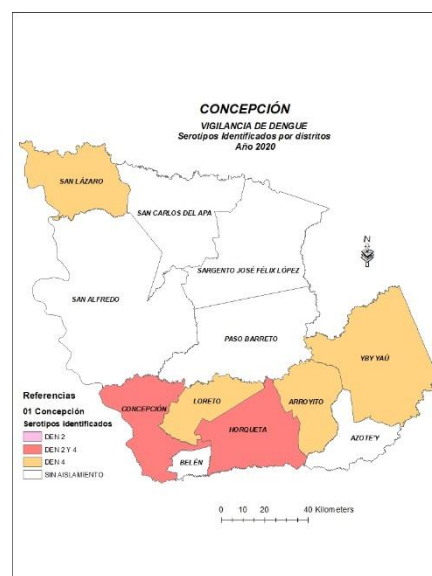 CONCEPCIÓN
VIGILANCIA DE DENGUE
Serotipos Identificados por distritos
Año 2020
SAN LÁZARO
SAN CARLOS DEL APA
N
SARGENTO JOSÉ FÉLIX LÓPEZ
SAN ALFREDO
PASO BARRETO
YBY YAÚ
CONCEPCIÓN
LORETO
ARROYITO
HORQUETA
AZOTE'Y
BELÉN
Referencias
01 Concepción
Serotipos Identificados
DEN 2
DEN 2 Y 4
DEN 4
SIN AISLAMIENTO
0 10 20 40 Kilometers